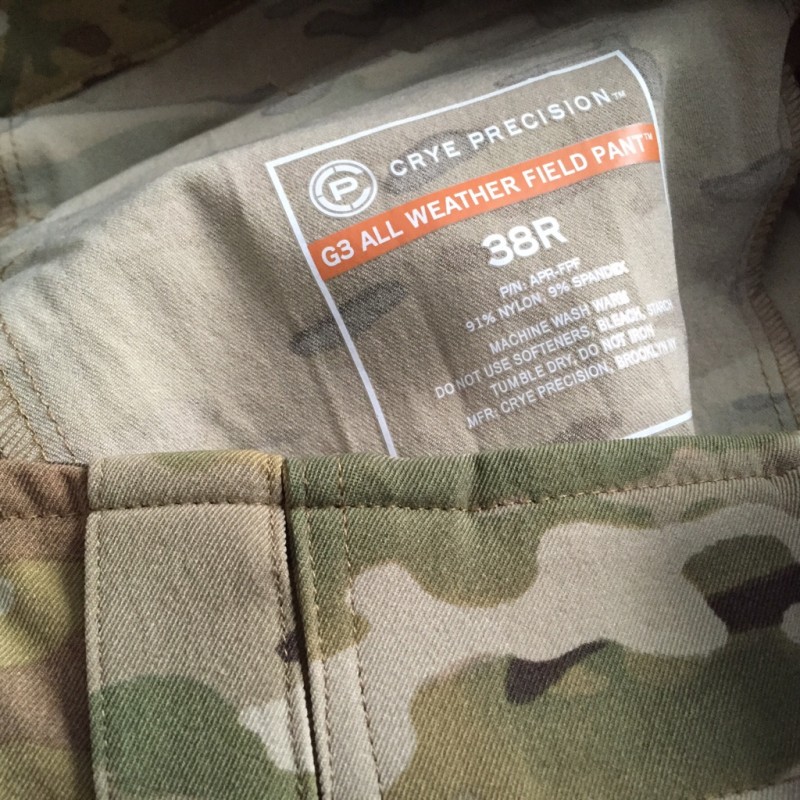 CP
CRYE PRECISION™
G3 ALL WEATHER FIELD PANT™
38R
P/N: APR-FPF
91% NYLON, 9% SPANDEX
MACHINE WASH WARM
DO NOT USE SOFTENERS, BLEACH, STARCH
TUMBLE DRY, DO NOT IRON
MFR: CRYE PRECISION, BROOKLYN NY